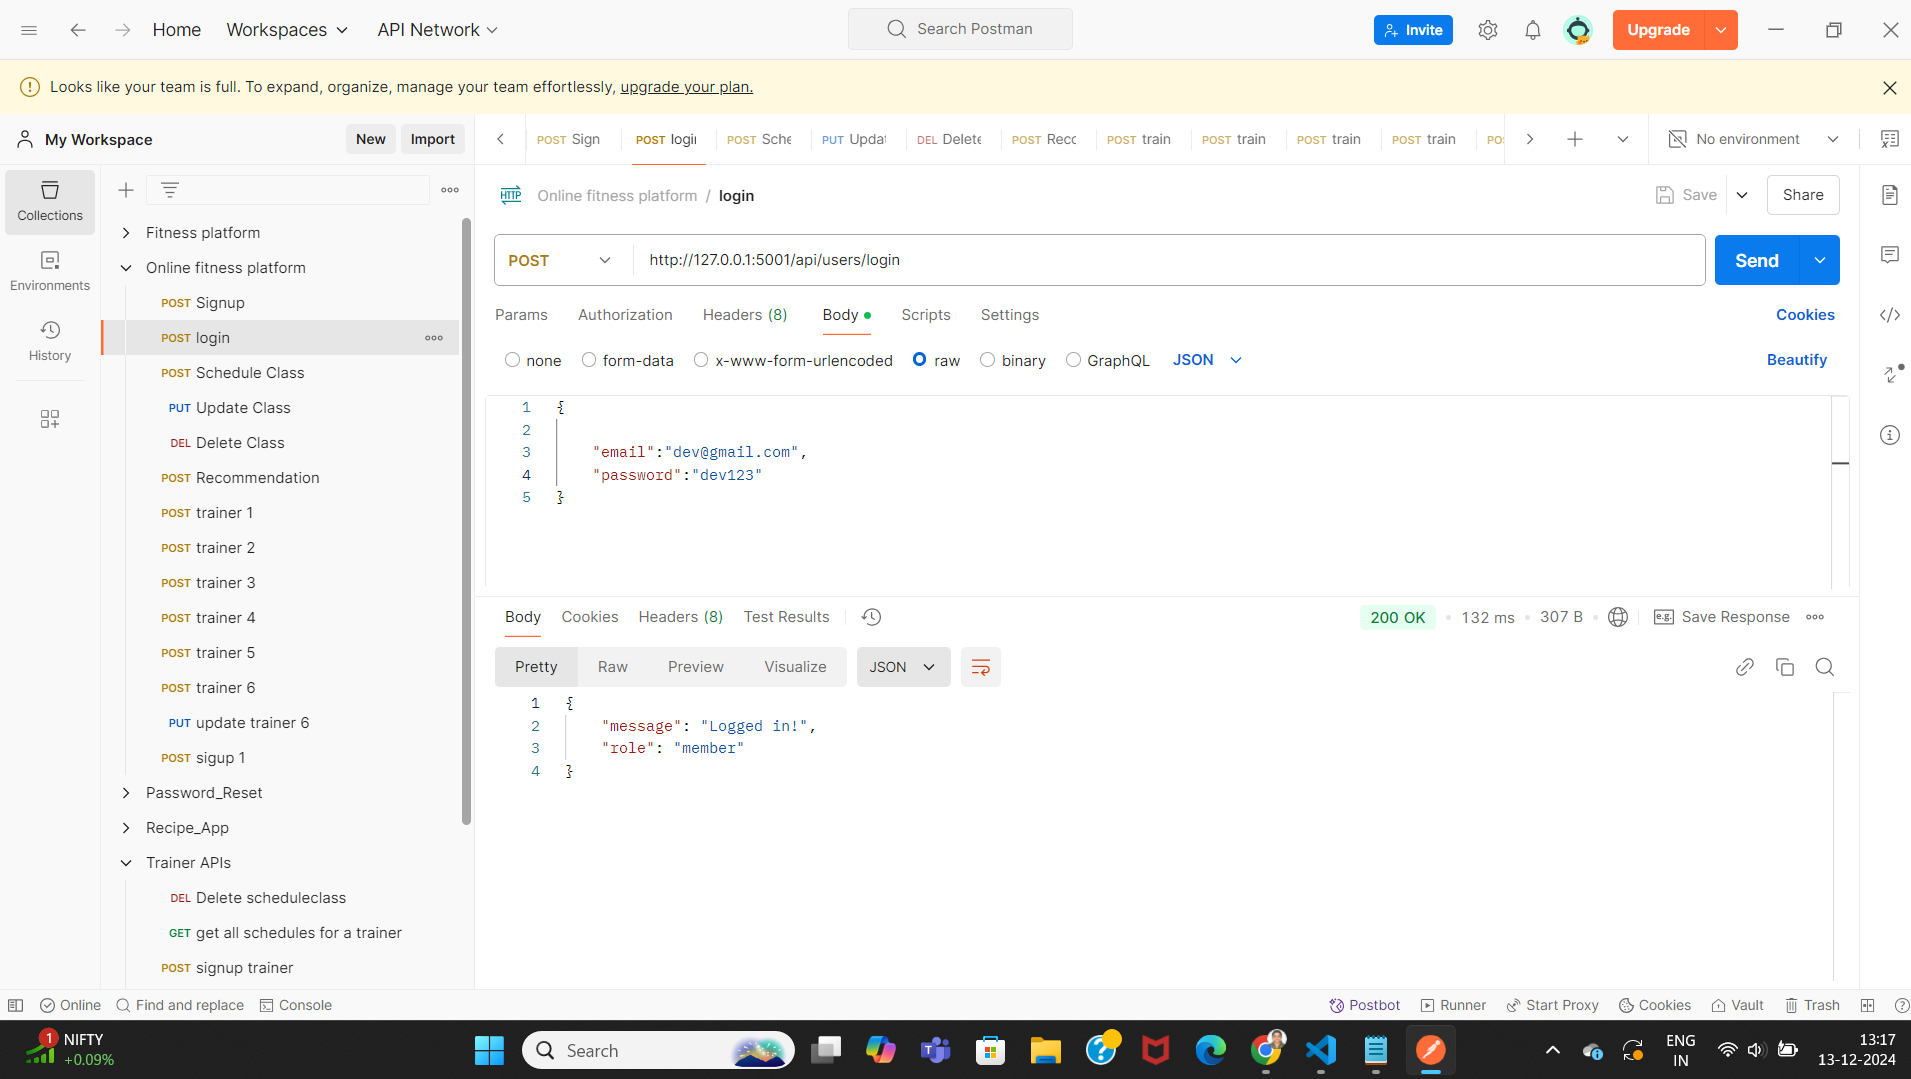 Home Workspaces API Network Search Postman Invite Upgrade
Looks like your team is full. To expand, organize, manage your team effortlessly, upgrade your plan.
My Workspace New Import
POST Sign POST login POST Sche PUT Updat DEL Delete POST Reco POST train POST train POST train POST train No environment
Collections
Environments
History
Fitness platform
Online fitness platform
POST Signup
POST login
POST Schedule Class
PUT Update Class
DEL Delete Class
POST Recommendation
POST trainer 1
POST trainer 2
POST trainer 3
POST trainer 4
POST trainer 5
POST trainer 6
PUT update trainer 6
POST sigup 1
Password_Reset
Recipe_App
Trainer APIs
DEL Delete scheduleclass
GET get all schedules for a trainer
POST signup trainer
HTTP Online fitness platform / login Save Share
POST http://127.0.0.1:5001/api/users/login Send
Params Authorization Headers (8) Body Scripts Settings Cookies
none form-data x-www-form-urlencoded raw binary GraphQL JSON Beautify
1 {
2
3 "email":"dev@gmail.com",
4 "password":"dev123"
5 }
Body Cookies Headers (8) Test Results 200 OK 132 ms 307 B e.g. Save Response
Pretty Raw Preview Visualize JSON
1 {
2 "message": "Logged in!",
3 "role": "member"
4 }
Online Find and replace Console Postbot Runner Start Proxy Cookies Vault Trash
1 NIFTY
+0.09%
Search
ENG
IN
13:17
13-12-2024